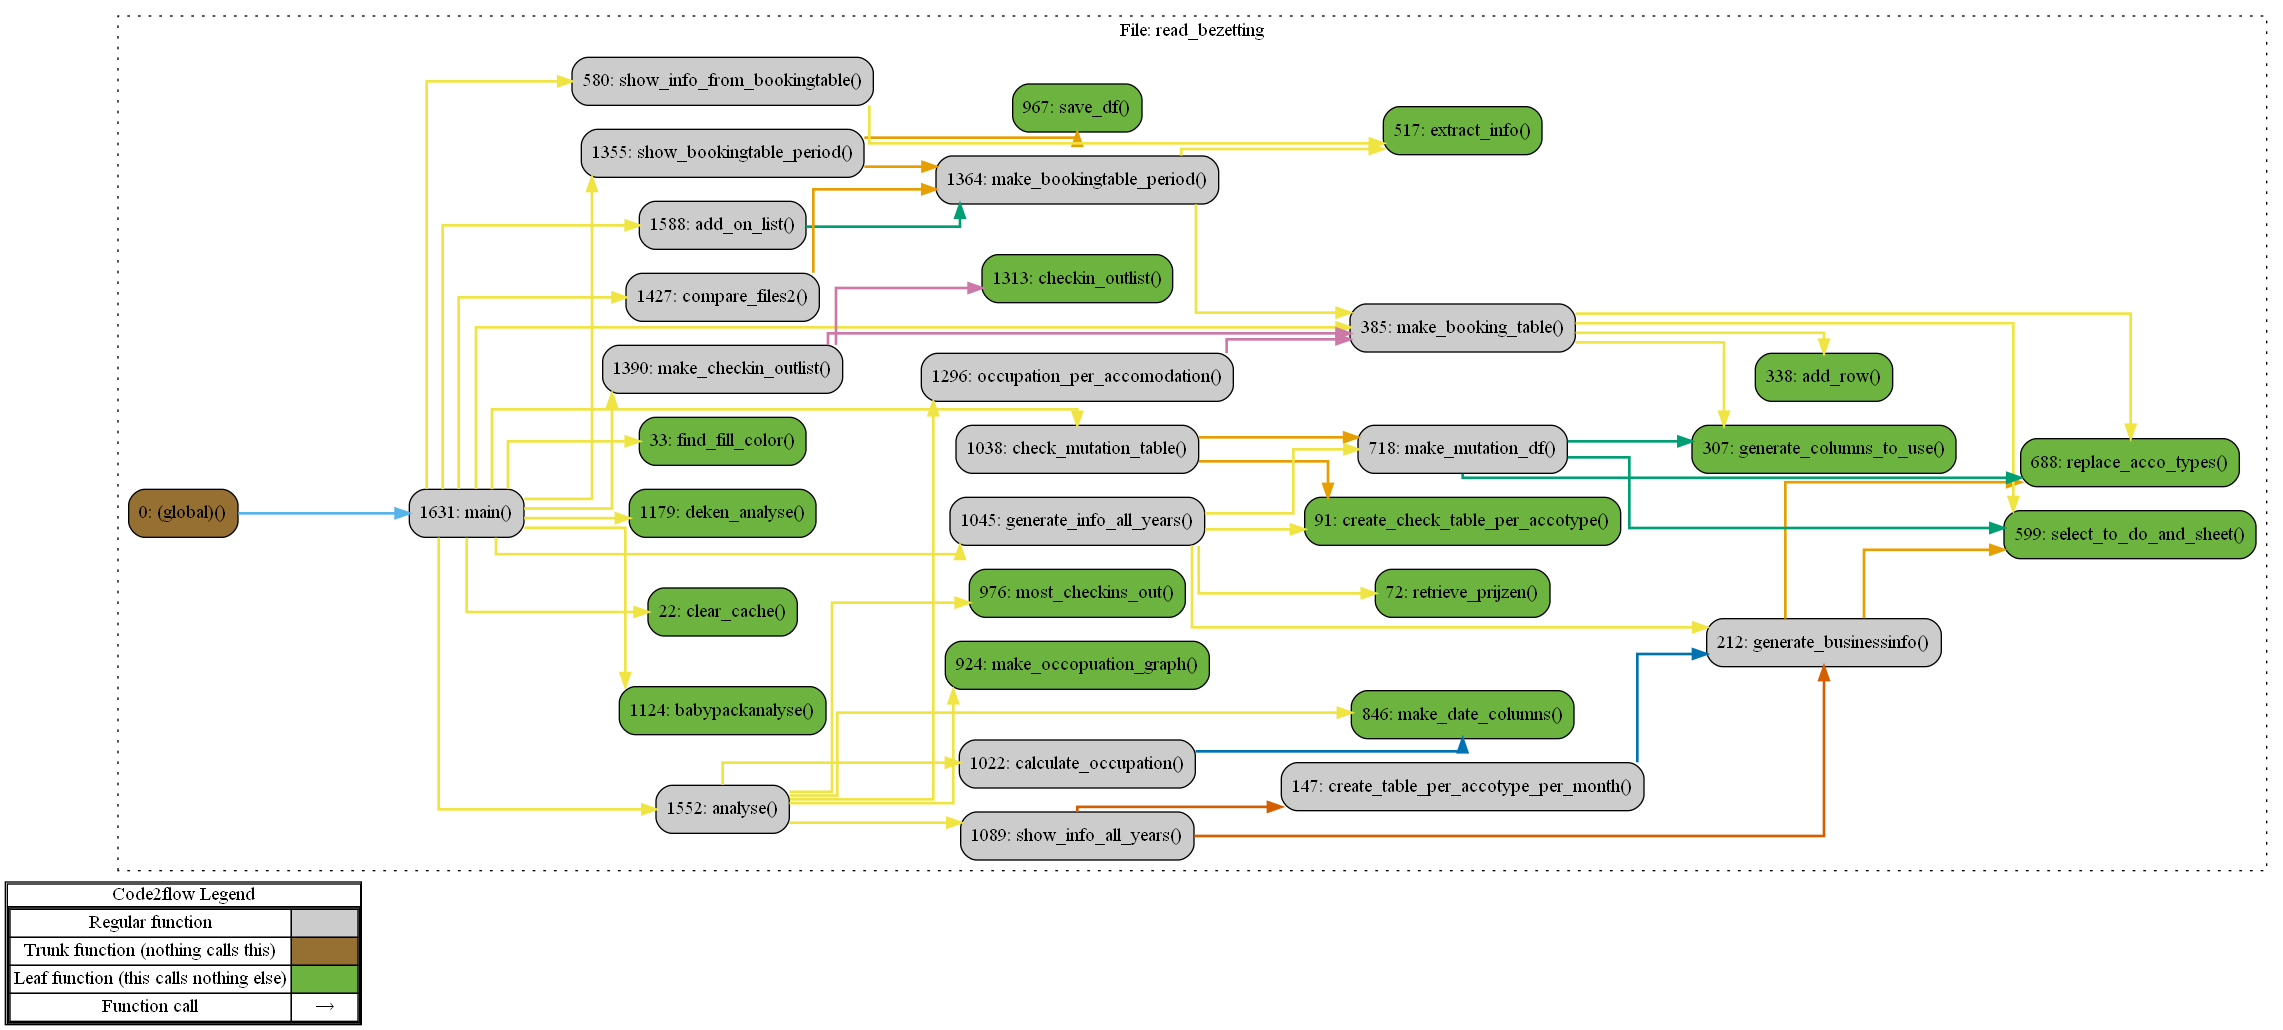 File: read_bezetting
580: show_info_from_bookingtable()
967: save_df()
517: extract_info()
1355: show_bookingtable_period()
1364: make_bookingtable_period()
1588: add_on_list()
1313: checkin_outlist()
1427: compare_files2()
385: make_booking_table()
1390: make_checkin_outlist()
1296: occupation_per_accomodation()
338: add_row()
33: find_fill_color()
1038: check_mutation_table()
718: make_mutation_df()
307: generate_columns_to_use()
688: replace_acco_types()
0: (global)()
1631: main()
1179: deken_analyse()
1045: generate_info_all_years()
91: create_check_table_per_accotype()
599: select_to_do_and_sheet()
22: clear_cache()
976: most_checkins_out()
72: retrieve_prijzen()
924: make_occopuation_graph()
212: generate_businessinfo()
1124: babypackanalyse()
846: make_date_columns()
1022: calculate_occupation()
147: create_table_per_accotype_per_month()
1552: analyse()
1089: show_info_all_years()
Code2flow Legend
Regular function
Trunk function (nothing calls this)
Leaf function (this calls nothing else)
Function call →